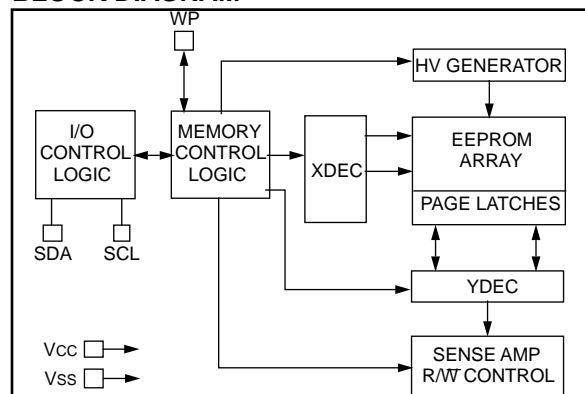 BLOCK DIAGRAM
WP
HV GENERATOR
I/O
CONTROL
LOGIC
MEMORY
CONTROL
LOGIC
XDEC
EEPROM
ARRAY
PAGE LATCHES
SDA
SCL
YDEC
VCC
VSS
SENSE AMP
R/W̅ CONTROL